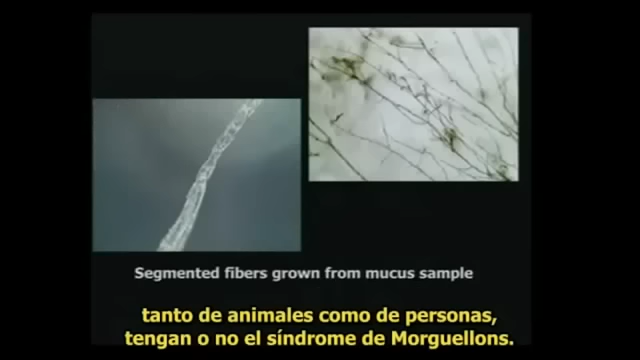 Segmented fibers grown from mucus sample
tanto de animales como de personas,
tengan o no el síndrome de Morguellons.